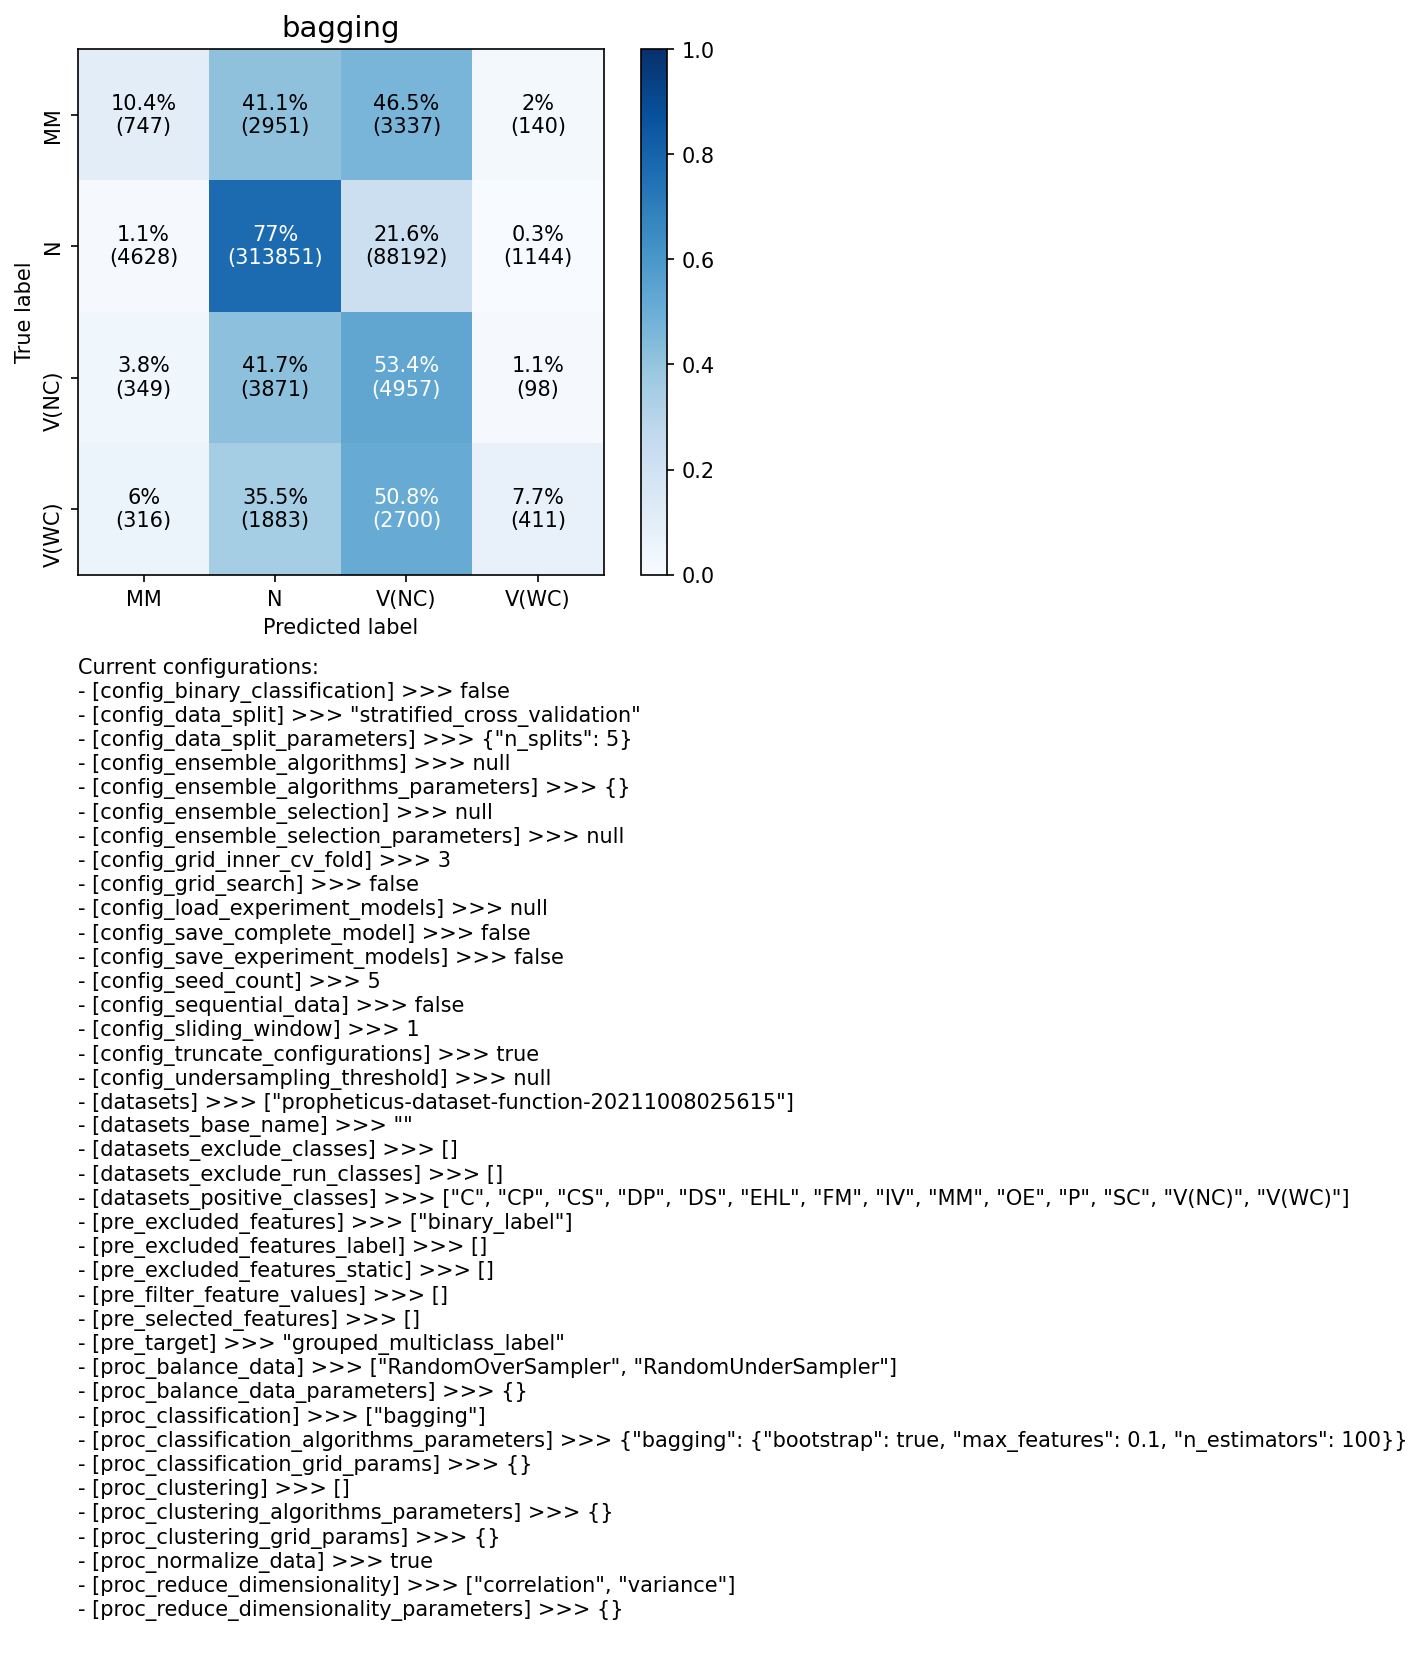 bagging
10.4%
(747)
41.1%
(2951)
46.5%
(3337)
2%
(140)
1.1%
(4628)
77%
(313851)
21.6%
(88192)
0.3%
(1144)
3.8%
(349)
41.7%
(3871)
53.4%
(4957)
1.1%
(98)
6%
(316)
35.5%
(1883)
50.8%
(2700)
7.7%
(411)
True label
MM
N
V(NC)
V(WC)
MM N V(NC) V(WC)
Predicted label
1.0
0.8
0.6
0.4
0.2
0.0
Current configurations:
- [config_binary_classification] >>> false
- [config_data_split] >>> "stratified_cross_validation"
- [config_data_split_parameters] >>> {"n_splits": 5}
- [config_ensemble_algorithms] >>> null
- [config_ensemble_algorithms_parameters] >>> {}
- [config_ensemble_selection] >>> null
- [config_ensemble_selection_parameters] >>> null
- [config_grid_inner_cv_fold] >>> 3
- [config_grid_search] >>> false
- [config_load_experiment_models] >>> null
- [config_save_complete_model] >>> false
- [config_save_experiment_models] >>> false
- [config_seed_count] >>> 5
- [config_sequential_data] >>> false
- [config_sliding_window] >>> 1
- [config_truncate_configurations] >>> true
- [config_undersampling_threshold] >>> null
- [datasets] >>> ["propheticus-dataset-function-20211008025615"]
- [datasets_base_name] >>> ""
- [datasets_exclude_classes] >>> []
- [datasets_exclude_run_classes] >>> []
- [datasets_positive_classes] >>> ["C", "CP", "CS", "DP", "DS", "EHL", "FM", "IV", "MM", "OE", "P", "SC", "V(NC)", "V(WC)"]
- [pre_excluded_features] >>> ["binary_label"]
- [pre_excluded_features_label] >>> []
- [pre_excluded_features_static] >>> []
- [pre_filter_feature_values] >>> []
- [pre_selected_features] >>> []
- [pre_target] >>> "grouped_multiclass_label"
- [proc_balance_data] >>> ["RandomOverSampler", "RandomUnderSampler"]
- [proc_balance_data_parameters] >>> {}
- [proc_classification] >>> ["bagging"]
- [proc_classification_algorithms_parameters] >>> {"bagging": {"bootstrap": true, "max_features": 0.1, "n_estimators": 100}}
- [proc_classification_grid_params] >>> {}
- [proc_clustering] >>> []
- [proc_clustering_algorithms_parameters] >>> {}
- [proc_clustering_grid_params] >>> {}
- [proc_normalize_data] >>> true
- [proc_reduce_dimensionality] >>> ["correlation", "variance"]
- [proc_reduce_dimensionality_parameters] >>> {}